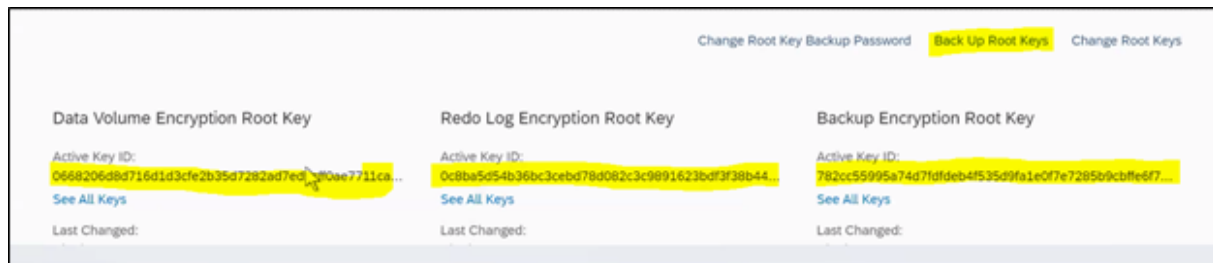 Change Root Key Backup Password Back Up Root Keys Change Root Keys
Data Volume Encryption Root Key Redo Log Encryption Root Key Backup Encryption Root Key
Active Key ID: Active Key ID: Active Key ID:
0c8ba5d54b36bc3cebd78d082c3c9891623bdf3f38b44... 782cc55995a74d7fdfdeb4f535d9fa1e0f7e7285b9cbffe6f7...
See All Keys See All Keys See All Keys
Last Changed: Last Changed: Last Changed: